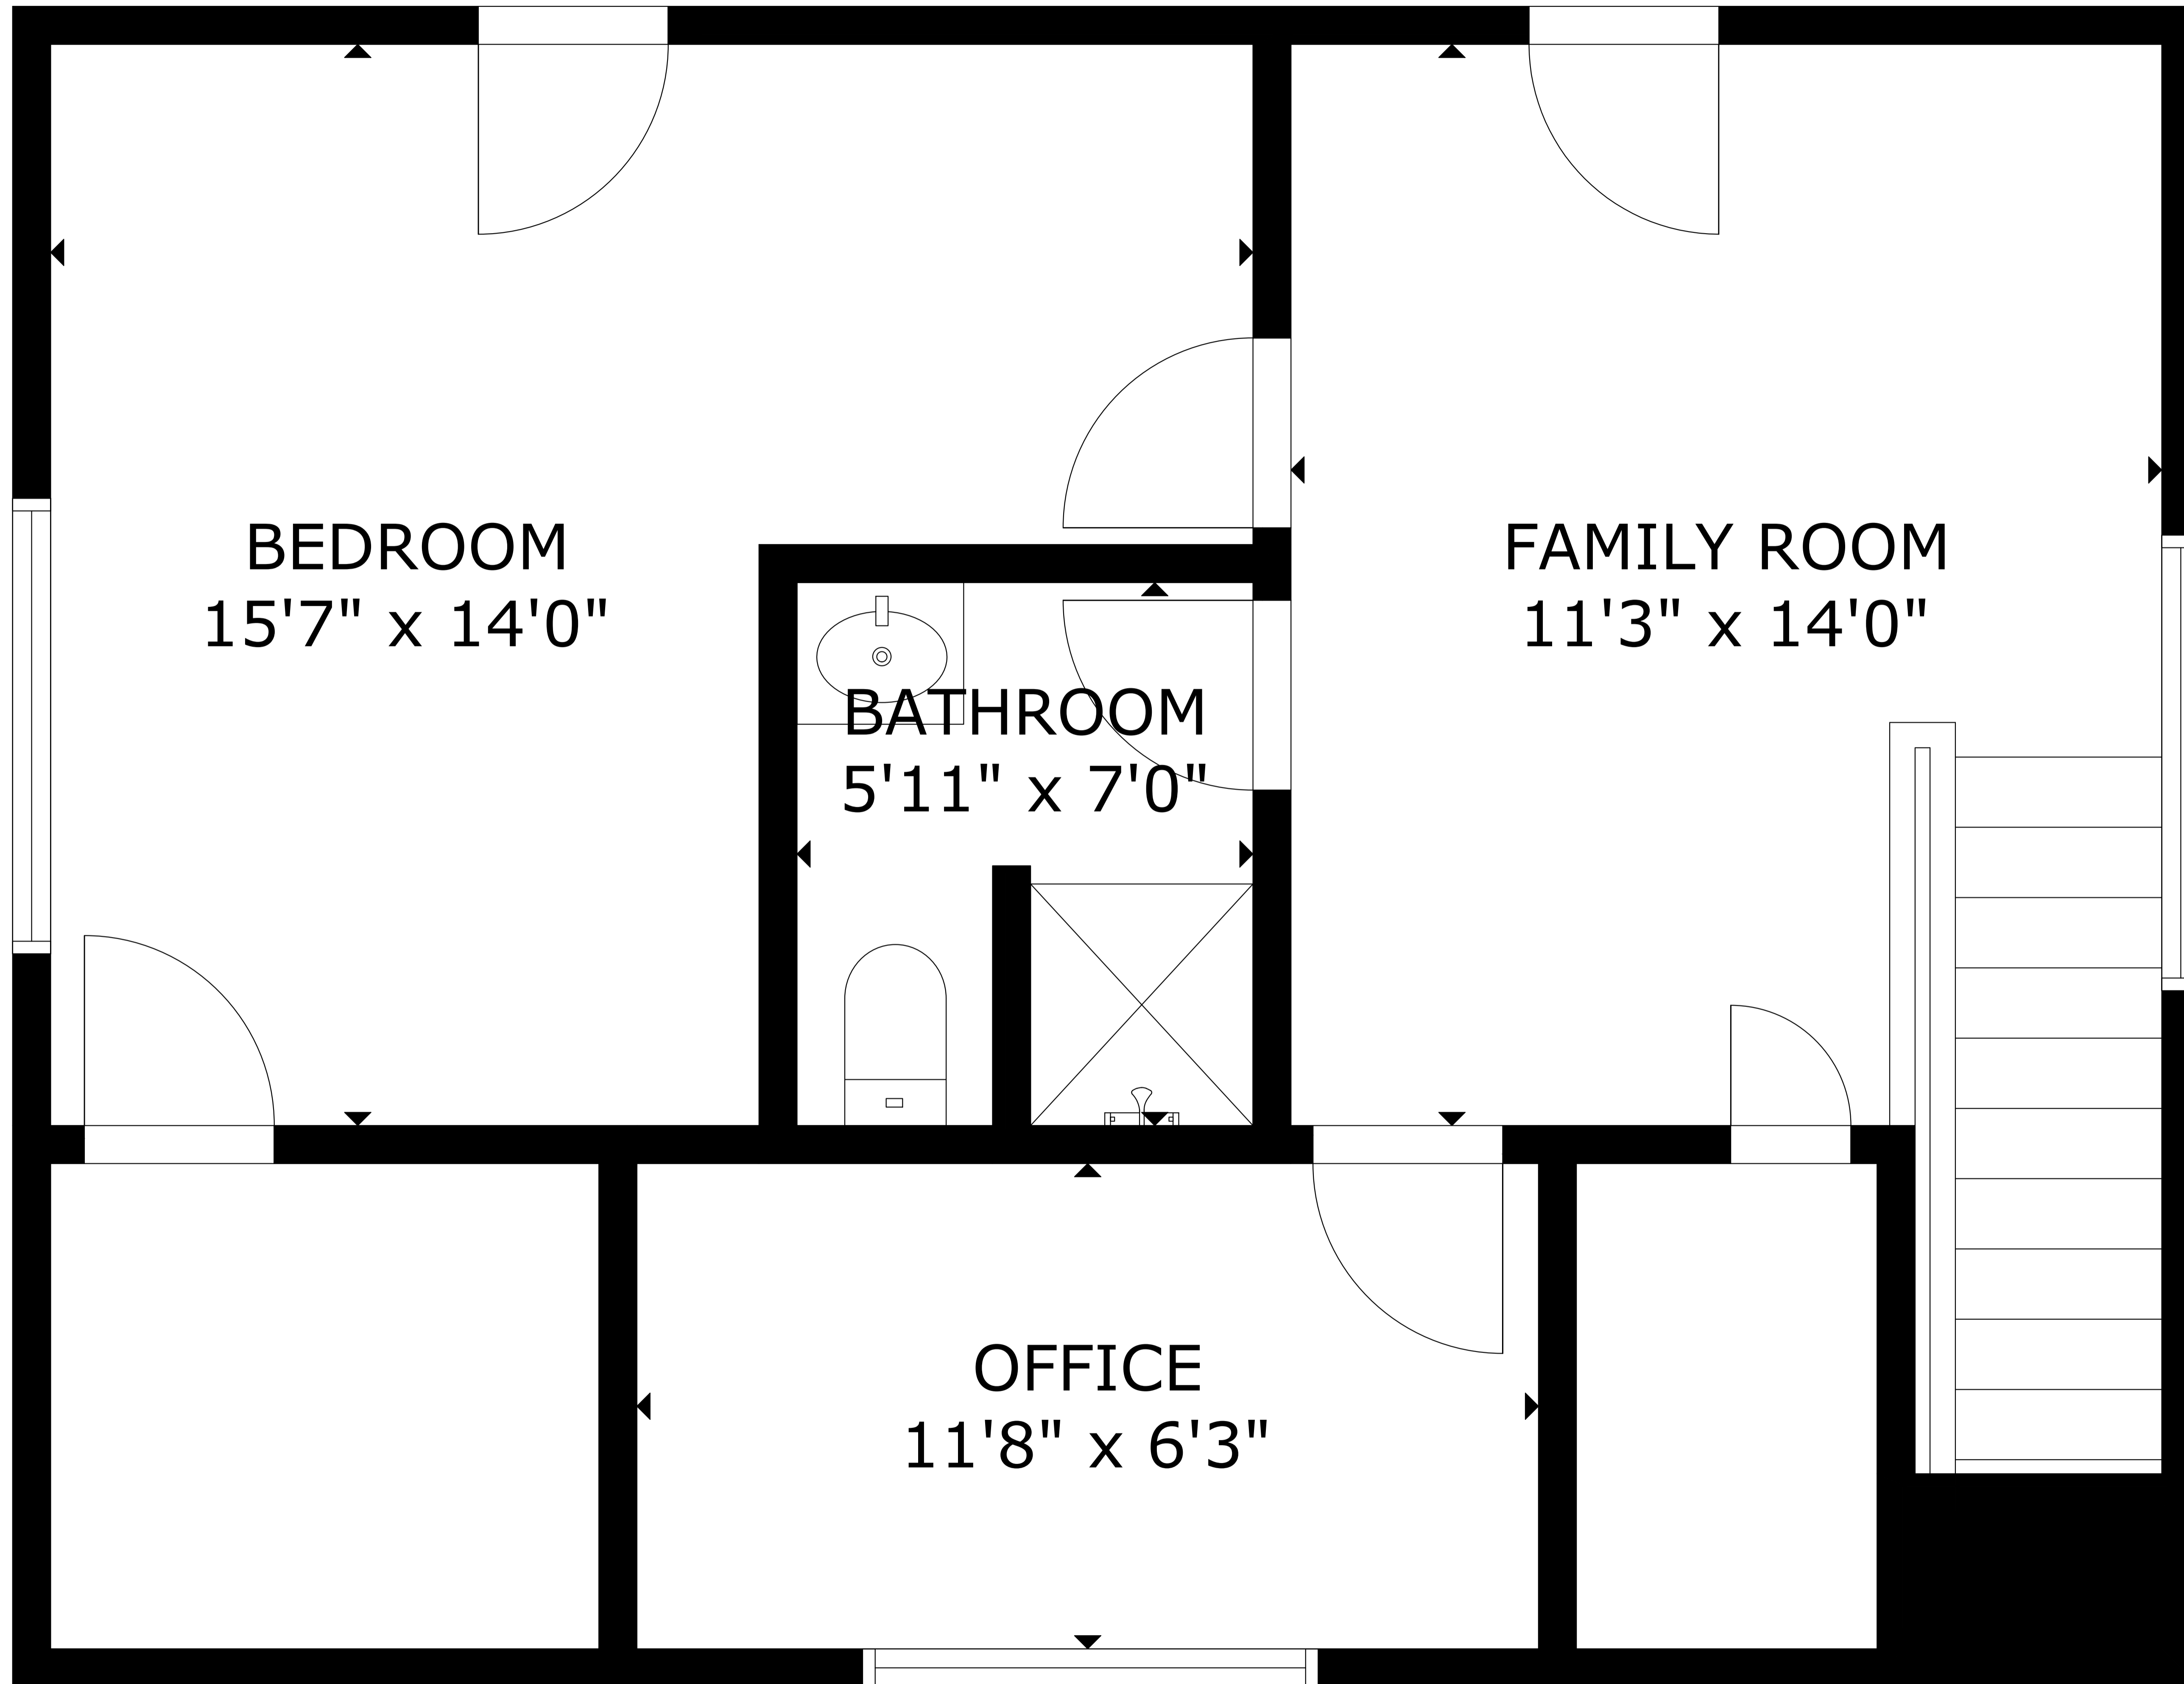 BEDROOM
15'7" x 14'0"
FAMILY ROOM
11'3" x 14'0"
BATHROOM
5'11" x 7'0"
OFFICE
11'8" x 6'3"